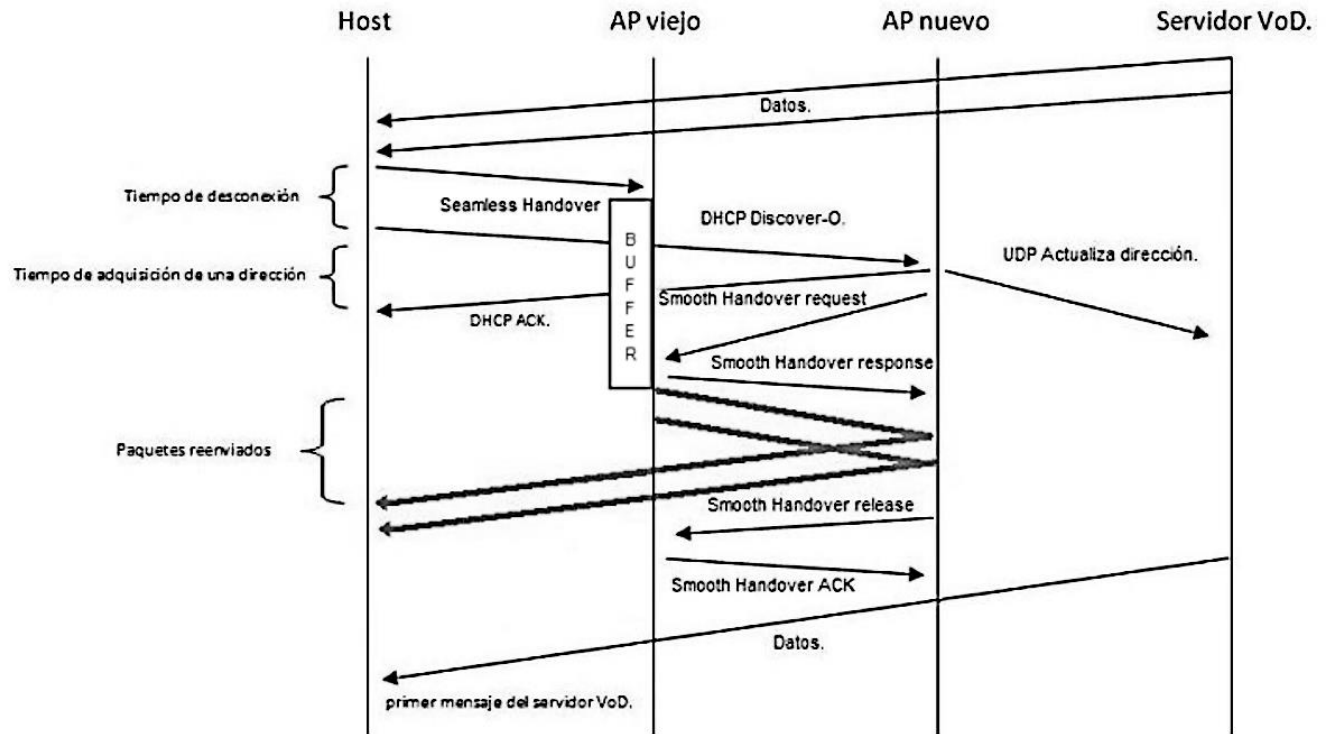 Host
AP viejo
AP nuevo
Servidor VoD.
Datos.
Tiempo de desconexión
Seamless Handover
DHCP Discover-O.
BUFFER
UDP Actualiza dirección.
Tiempo de adquisición de una dirección
Smooth Handover request
DHCP ACK.
Smooth Handover response
Paquetes reenviados
Smooth Handover release
Smooth Handover ACK
Datos.
primer mensaje del servidor VoD.